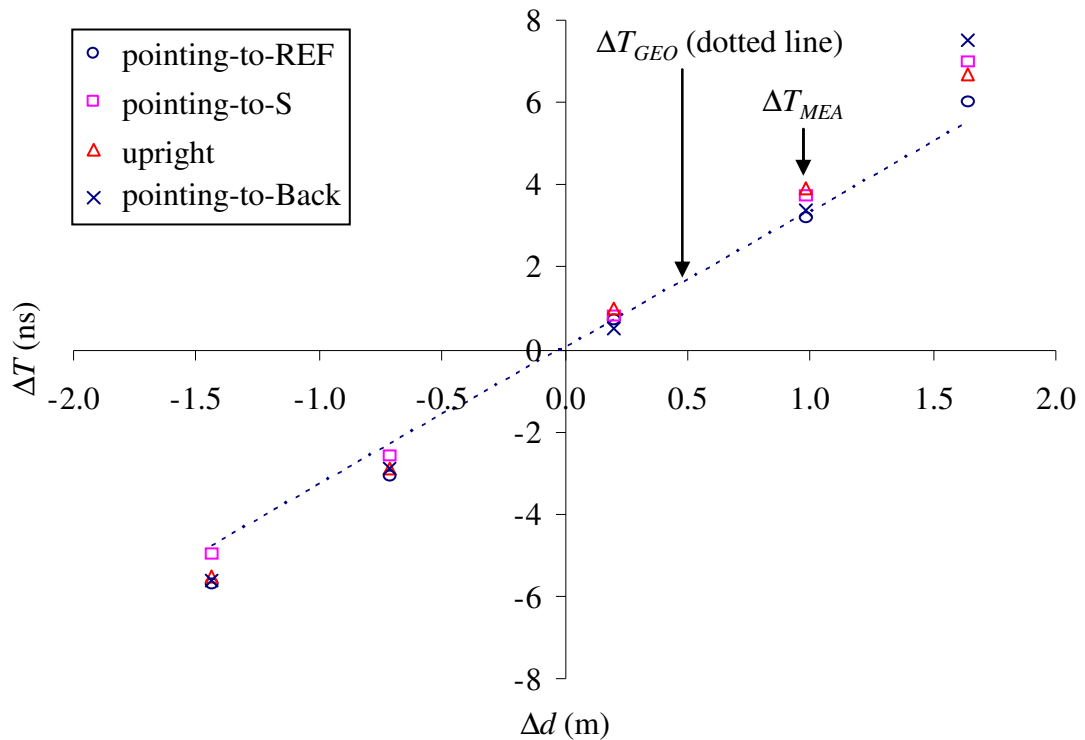 pointing-to-REF
pointing-to-S
upright
pointing-to-Back
ΔT_GEO (dotted line)
ΔT_MEA
8
6
4
2
0
-2
-4
-6
-8
-2.0 -1.5 -1.0 -0.5 0.0 0.5 1.0 1.5 2.0
ΔT (ns)
Δd (m)